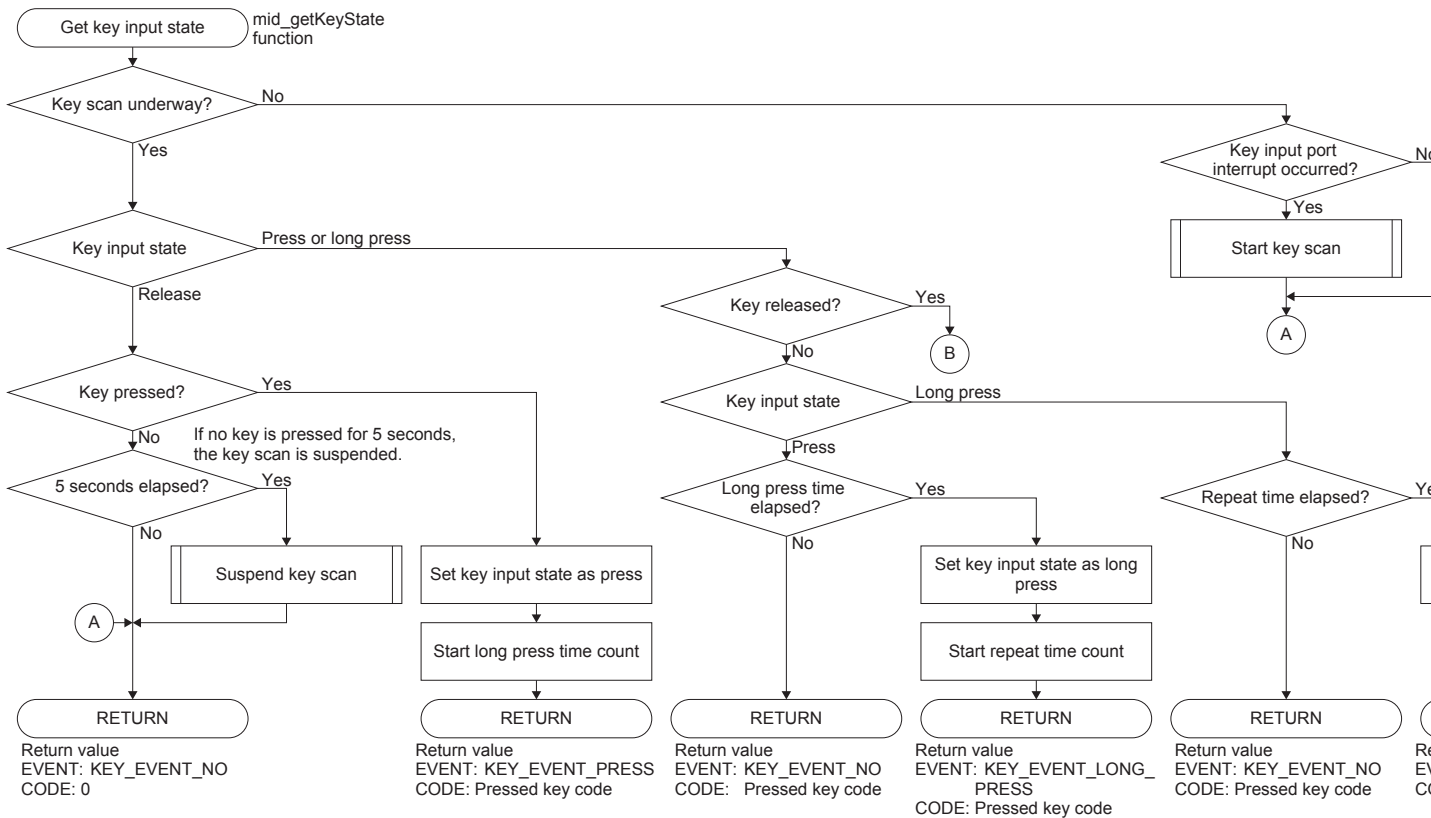 Get key input state
mid_getKeyState
function
Key scan underway?
No
Yes
Key input port
interrupt occurred?
No
Yes
Start key scan
A
Key input state
Press or long press
Release
Key released?
Yes
B
No
Key pressed?
Yes
No
Key input state
Long press
Press
If no key is pressed for 5 seconds,
the key scan is suspended.
5 seconds elapsed?
Yes
No
Long press time
elapsed?
Yes
No
Repeat time elapsed?
No
Suspend key scan
Set key input state as press
Set key input state as long
press
A
Start long press time count
Start repeat time count
RETURN
RETURN
RETURN
RETURN
RETURN
Return value
EVENT: KEY_EVENT_NO
CODE: 0
Return value
EVENT: KEY_EVENT_PRESS
CODE: Pressed key code
Return value
EVENT: KEY_EVENT_NO
CODE: Pressed key code
Return value
EVENT: KEY_EVENT_LONG_
PRESS
CODE: Pressed key code
Return value
EVENT: KEY_EVENT_NO
CODE: Pressed key code